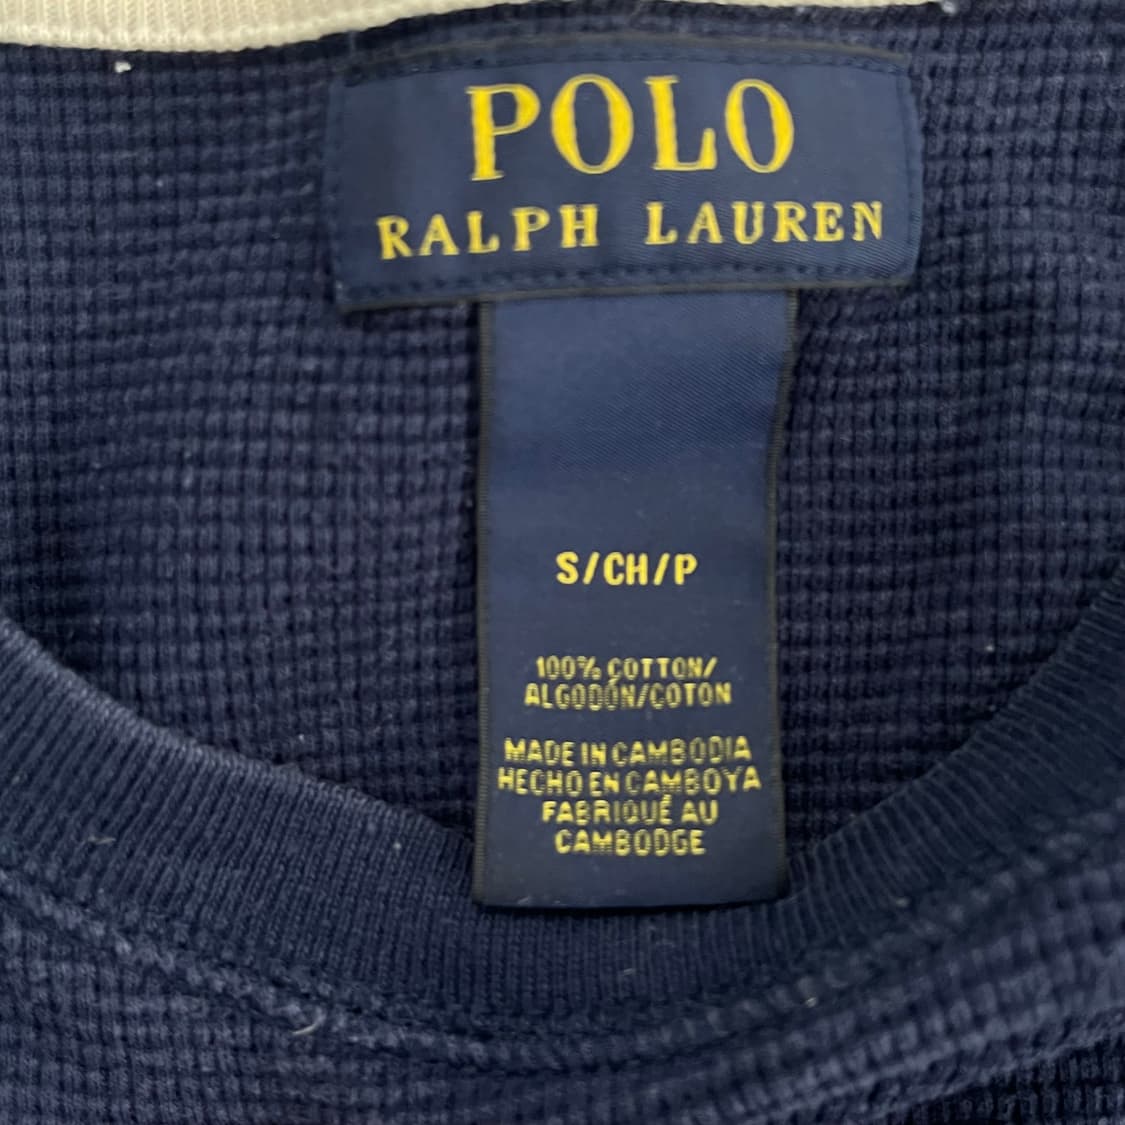 POLO
RALPH LAUREN
S/CH/P
100% COTTON/
ALGODÓN/COTON
MADE IN CAMBODIA
HECHO EN CAMBOYA
FABRIQUÉ AU
CAMBODGE